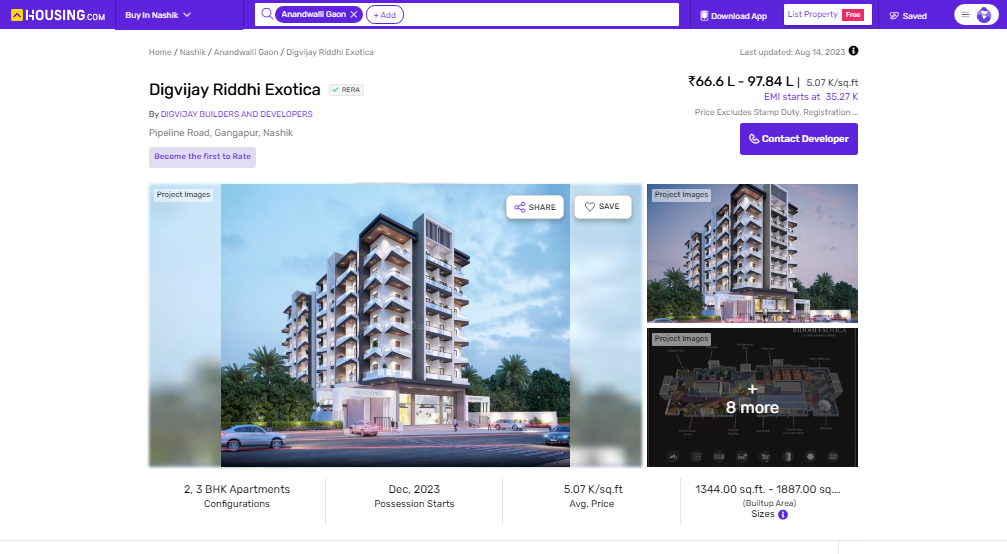 HOUSING.COM
Buy In Nashik
Anandwalli Gaon
+ Add
Download App
List Property Free
Saved
Home / Nashik / Anandwalli Gaon / Digvijay Riddhi Exotica
Last updated: Aug 14, 2023
Digvijay Riddhi Exotica
RERA
₹66.6 L - 97.84 L | 5.07 K/sq.ft
EMI starts at 35.27 K
By DIGVIJAY BUILDERS AND DEVELOPERS
Price Excludes Stamp Duty, Registration ...
Pipeline Road, Gangapur, Nashik
Contact Developer
Become the first to Rate
Project Images
SHARE
SAVE
Project Images
Project Images
RIDDHI EXOTICA
+
8 more
2, 3 BHK Apartments
Configurations
Dec, 2023
Possession Starts
5.07 K/sq.ft
Avg. Price
1344.00 sq.ft. - 1887.00 sq....
(Builtup Area)
Sizes